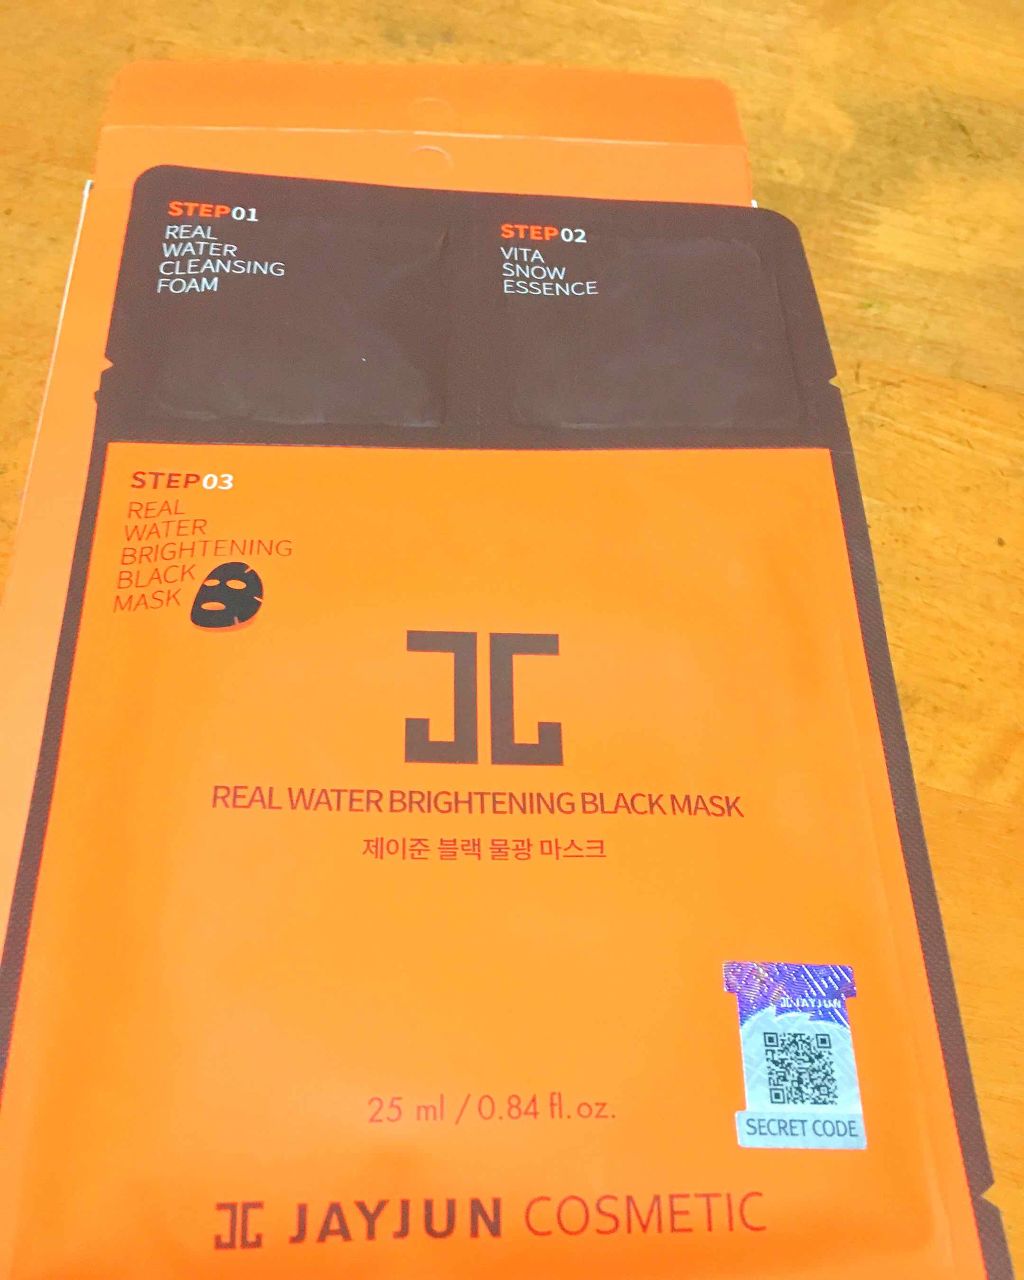 STEP01
REAL
WATER
CLEANSING
FOAM
STEP02
VITA
SNOW
ESSENCE
STEP03
REAL
WATER
BRIGHTENING
BLACK
MASK
REAL WATER BRIGHTENING BLACK MASK
제이준 블랙 물광 마스크
JAYJUN
SECRET CODE
25 ml / 0.84 fl.oz.
JAYJUN COSMETIC